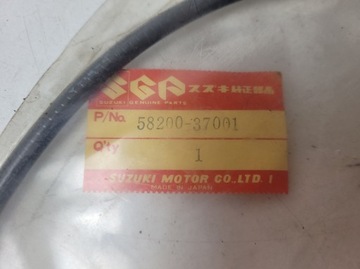 SGP スズキ純正部品
SUZUKI GENUINE PARTS
P/No. 58200-37001
Q'ty 1
SUZUKI MOTOR CO.,LTD.
MADE IN JAPAN